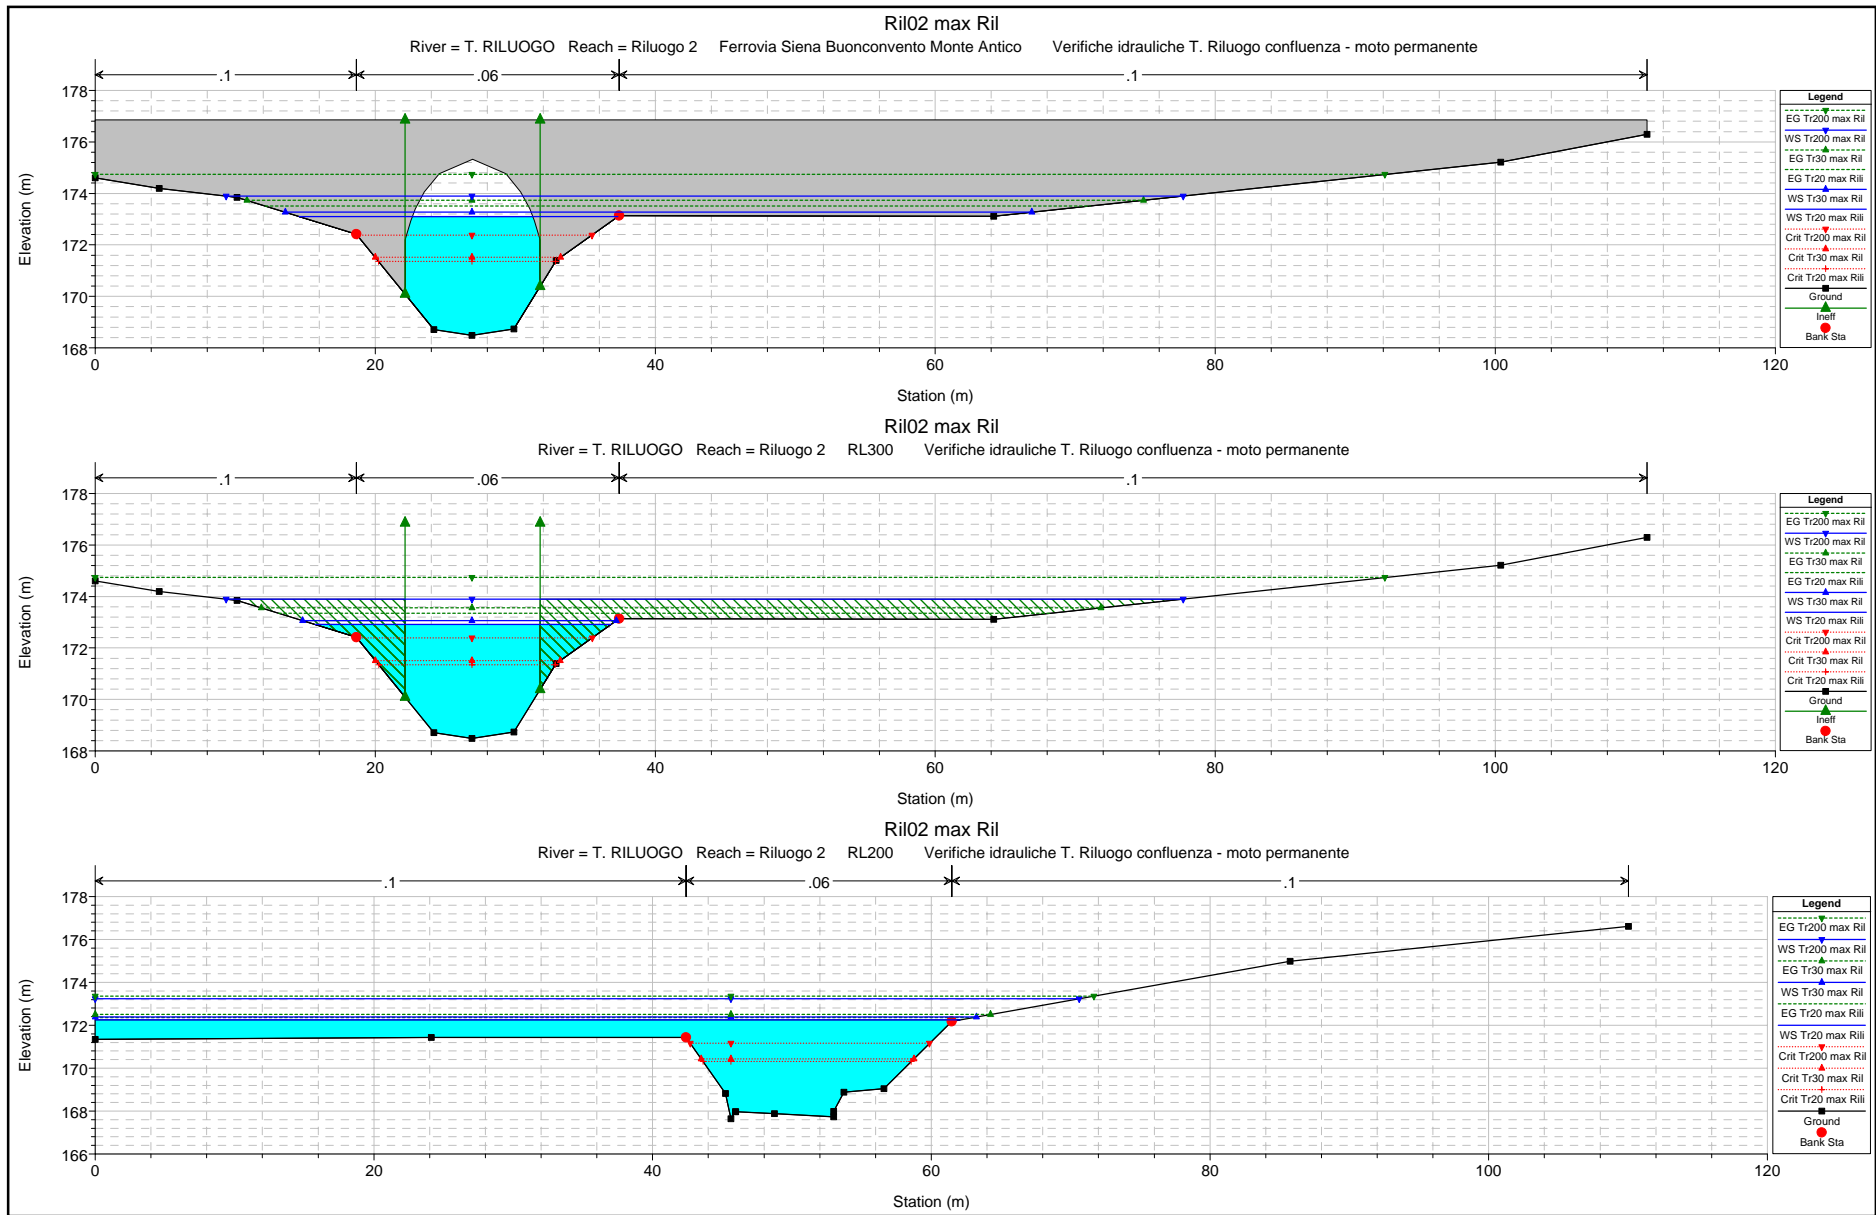 Ril02 max Ril
River = T. RILUOGO Reach = Riluogo 2 Ferrovia Siena Buonconvento Monte Antico Verifiche idrauliche T. Riluogo confluenza - moto permanente
.1 .06 .1
Elevation (m)
178
176
174
172
170
168
0 20 40 60 80 100 120
Station (m)
Legend
EG Tr200 max Ril
WS Tr200 max Ril
EG Tr30 max Ril
EG Tr20 max Rili
WS Tr30 max Ril
WS Tr20 max Rili
Crit Tr200 max Ril
Crit Tr30 max Ril
Crit Tr20 max Rili
Ground
Ineff
Bank Sta
Ril02 max Ril
River = T. RILUOGO Reach = Riluogo 2 RL300 Verifiche idrauliche T. Riluogo confluenza - moto permanente
.1 .06 .1
Elevation (m)
178
176
174
172
170
168
0 20 40 60 80 100 120
Station (m)
Legend
EG Tr200 max Ril
WS Tr200 max Ril
EG Tr30 max Ril
EG Tr20 max Rili
WS Tr30 max Ril
WS Tr20 max Rili
Crit Tr200 max Ril
Crit Tr30 max Ril
Crit Tr20 max Rili
Ground
Ineff
Bank Sta
Ril02 max Ril
River = T. RILUOGO Reach = Riluogo 2 RL200 Verifiche idrauliche T. Riluogo confluenza - moto permanente
.1 .06 .1
Elevation (m)
178
176
174
172
170
168
166
0 20 40 60 80 100 120
Station (m)
Legend
EG Tr200 max Ril
WS Tr200 max Ril
EG Tr30 max Ril
WS Tr30 max Ril
EG Tr20 max Rili
WS Tr20 max Rili
Crit Tr200 max Ril
Crit Tr30 max Ril
Crit Tr20 max Rili
Ground
Bank Sta